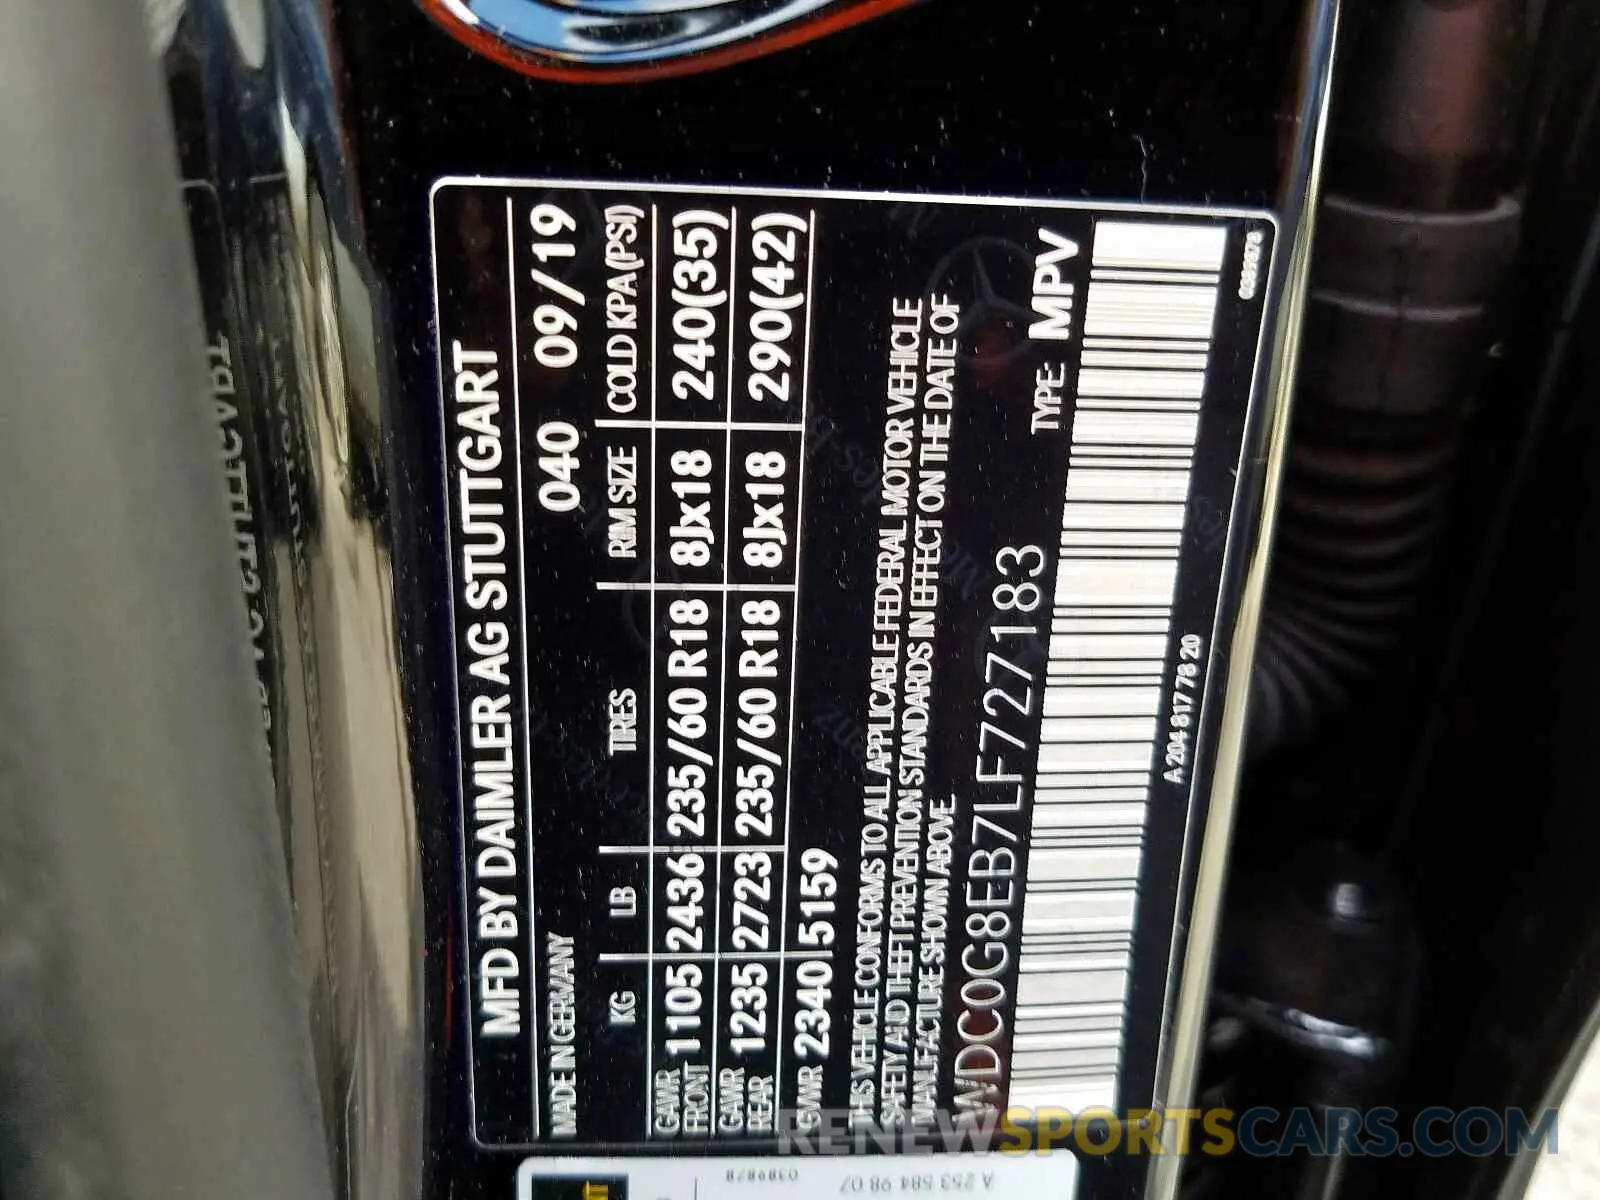 MFD BY DAIMLER AG STUTTGART
MADE IN GERMANY 040 09/19
KG LB TIRES RIM SIZE COLD KPA(PSI)
GAWR FRONT 1105 2436 235/60 R18 8Jx18 240(35)
GAWR REAR 1235 2723 235/60 R18 8Jx18 290(42)
GVWR 2340 5159
THIS VEHICLE CONFORMS TO ALL APPLICABLE FEDERAL MOTOR VEHICLE
SAFETY AND THEFT PREVENTION STANDARDS IN EFFECT ON THE DATE OF
MANUFACTURE SHOWN ABOVE.
WDC0G8EB7LF727183 TYPE: MPV
A 204 817 78 20
0389878
A 253 584 98 07
0389878
RENEWSPORTSCARS.COM